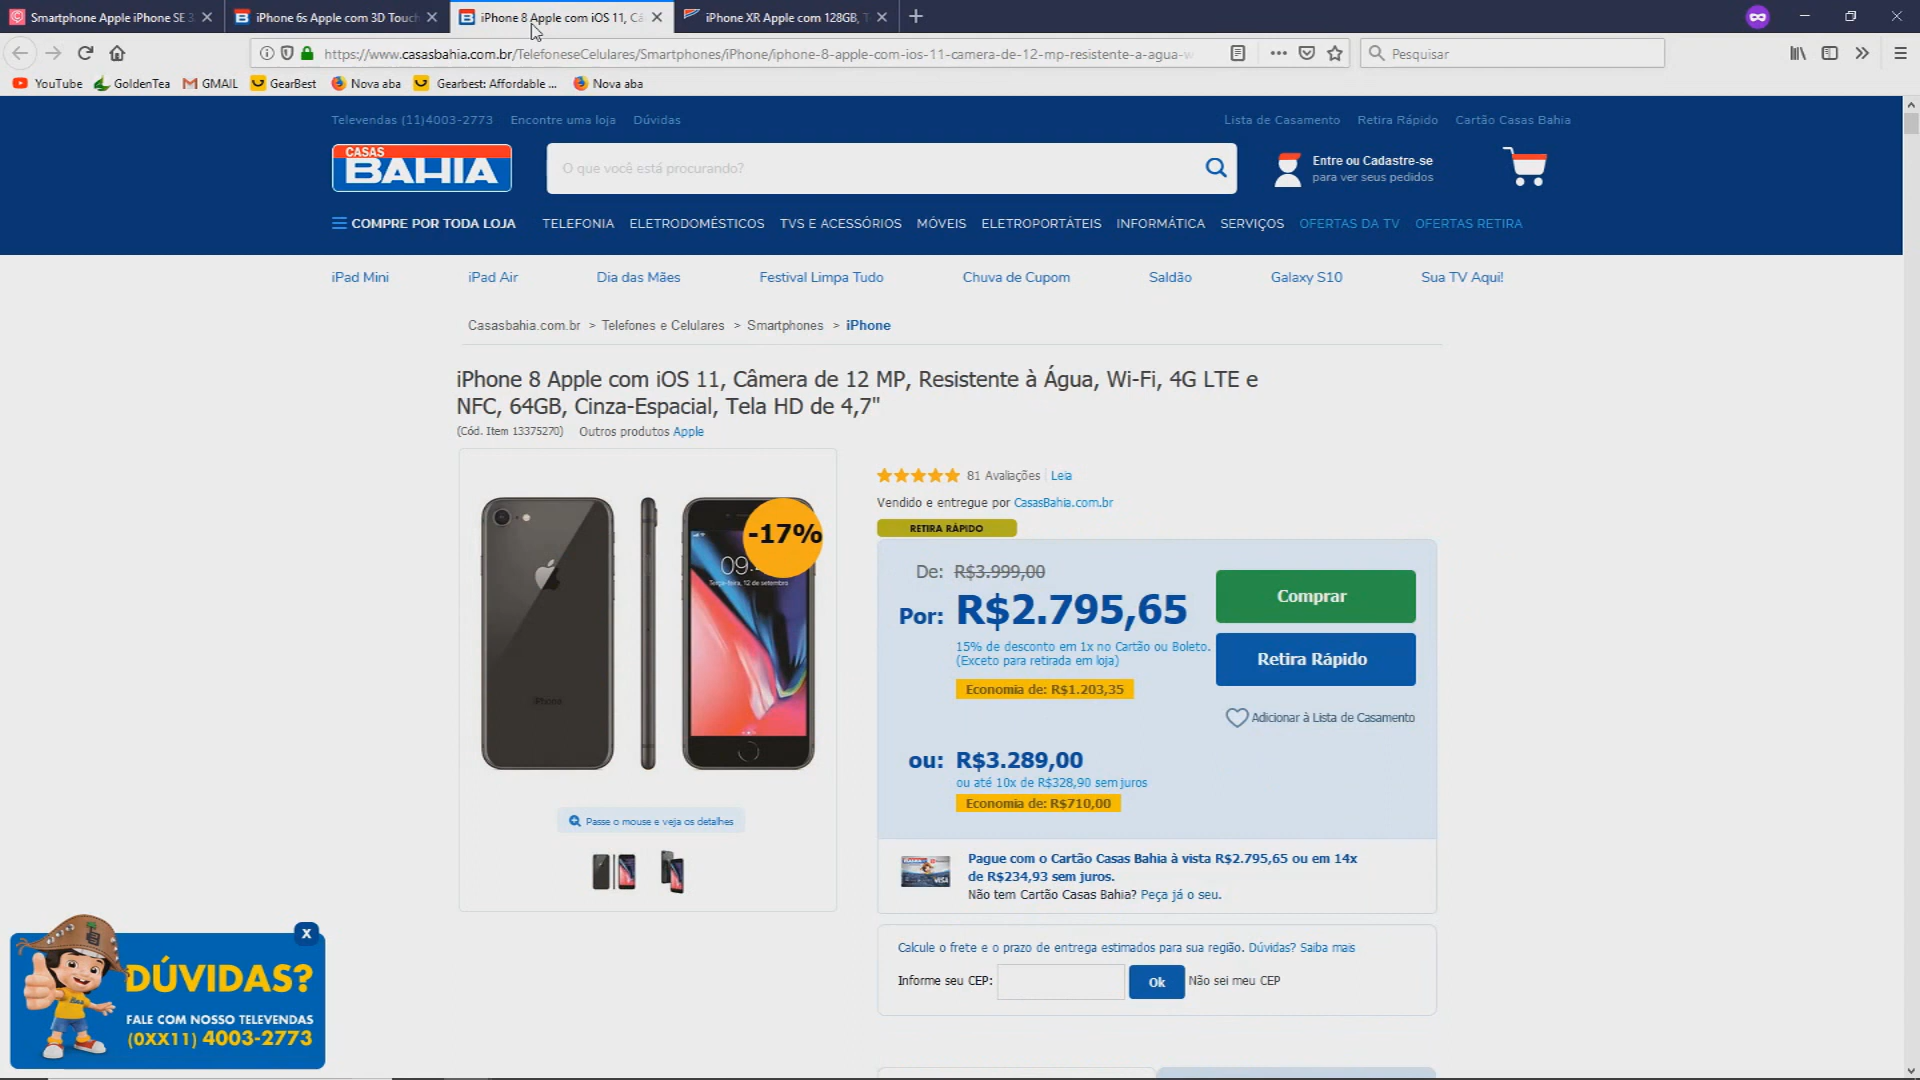 Smartphone Apple iPhone SE 3
iPhone 6s Apple com 3D Touch
iPhone 8 Apple com iOS 11, Câ
iPhone XR Apple com 128GB, T
https://www.casasbahia.com.br/TelefoneseCelulares/Smartphones/iPhone/iphone-8-apple-com-ios-11-camera-de-12-mp-resistente-a-agua-w
Pesquisar
YouTube
GoldenTea
GMAIL
GearBest
Nova aba
Gearbest: Affordable ...
Nova aba
Televendas (11)4003-2773
Encontre uma loja
Dúvidas
Lista de Casamento
Retira Rápido
Cartão Casas Bahia
CASAS
BAHIA
O que você está procurando?
Entre ou Cadastre-se
para ver seus pedidos
COMPRE POR TODA LOJA
TELEFONIA
ELETRODOMÉSTICOS
TVS E ACESSÓRIOS
MÓVEIS
ELETROPORTÁTEIS
INFORMÁTICA
SERVIÇOS
OFERTAS DA TV
OFERTAS RETIRA
iPad Mini
iPad Air
Dia das Mães
Festival Limpa Tudo
Chuva de Cupom
Saldão
Galaxy S10
Sua TV Aqui!
Casasbahia.com.br > Telefones e Celulares > Smartphones > iPhone
iPhone 8 Apple com iOS 11, Câmera de 12 MP, Resistente à Água, Wi-Fi, 4G LTE e
NFC, 64GB, Cinza-Espacial, Tela HD de 4,7"
(Cód. Item 13375270)
Outros produtos Apple
-17%
09:4
Terça-feira, 12 de setembro
iPhone
Passe o mouse e veja os detalhes
81 Avaliações | Leia
Vendido e entregue por CasasBahia.com.br
RETIRA RÁPIDO
De: R$3.999,00
Por: R$2.795,65
15% de desconto em 1x no Cartão ou Boleto.
(Exceto para retirada em loja)
Economia de: R$1.203,35
Comprar
Retira Rápido
Adicionar à Lista de Casamento
ou: R$3.289,00
ou até 10x de R$328,90 sem juros
Economia de: R$710,00
VISA
Pague com o Cartão Casas Bahia à vista R$2.795,65 ou em 14x
de R$234,93 sem juros.
Não tem Cartão Casas Bahia? Peça já o seu.
Calcule o frete e o prazo de entrega estimados para sua região. Dúvidas? Saiba mais
Informe seu CEP:
Ok
Não sei meu CEP
X
DÚVIDAS?
FALE COM NOSSO TELEVENDAS
(0XX11) 4003-2773